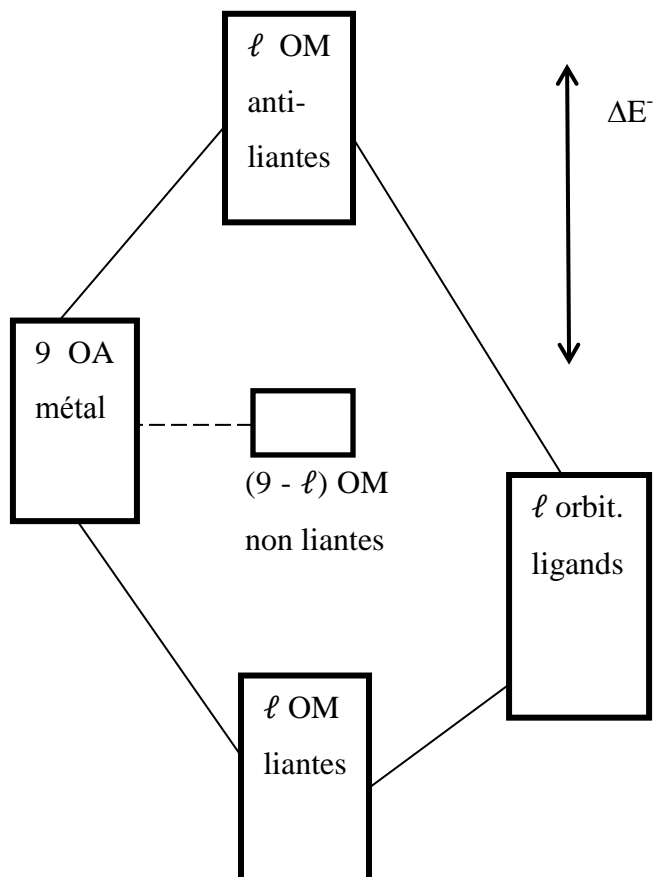 ℓ OM
anti-
liantes
ΔE⁻
9 OA
métal
(9 - ℓ) OM
non liantes
ℓ orbit.
ligands
ℓ OM
liantes